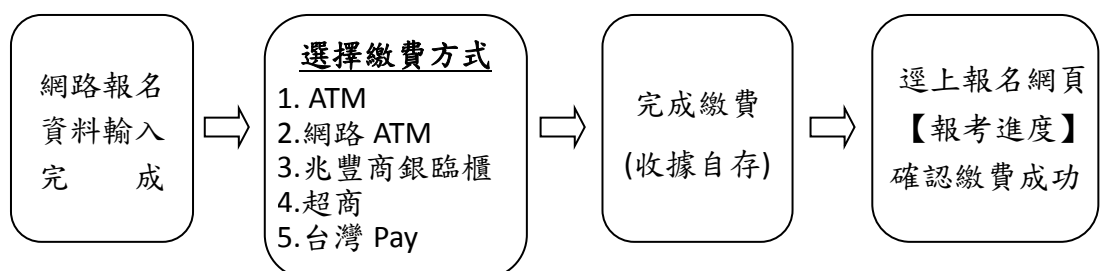 網路報名
資料輸入
完成
選擇繳費方式
1. ATM
2.網路 ATM
3.兆豐商銀臨櫃
4.超商
5.台灣 Pay
完成繳費
(收據自存)
逕上報名網頁
【報考進度】
確認繳費成功